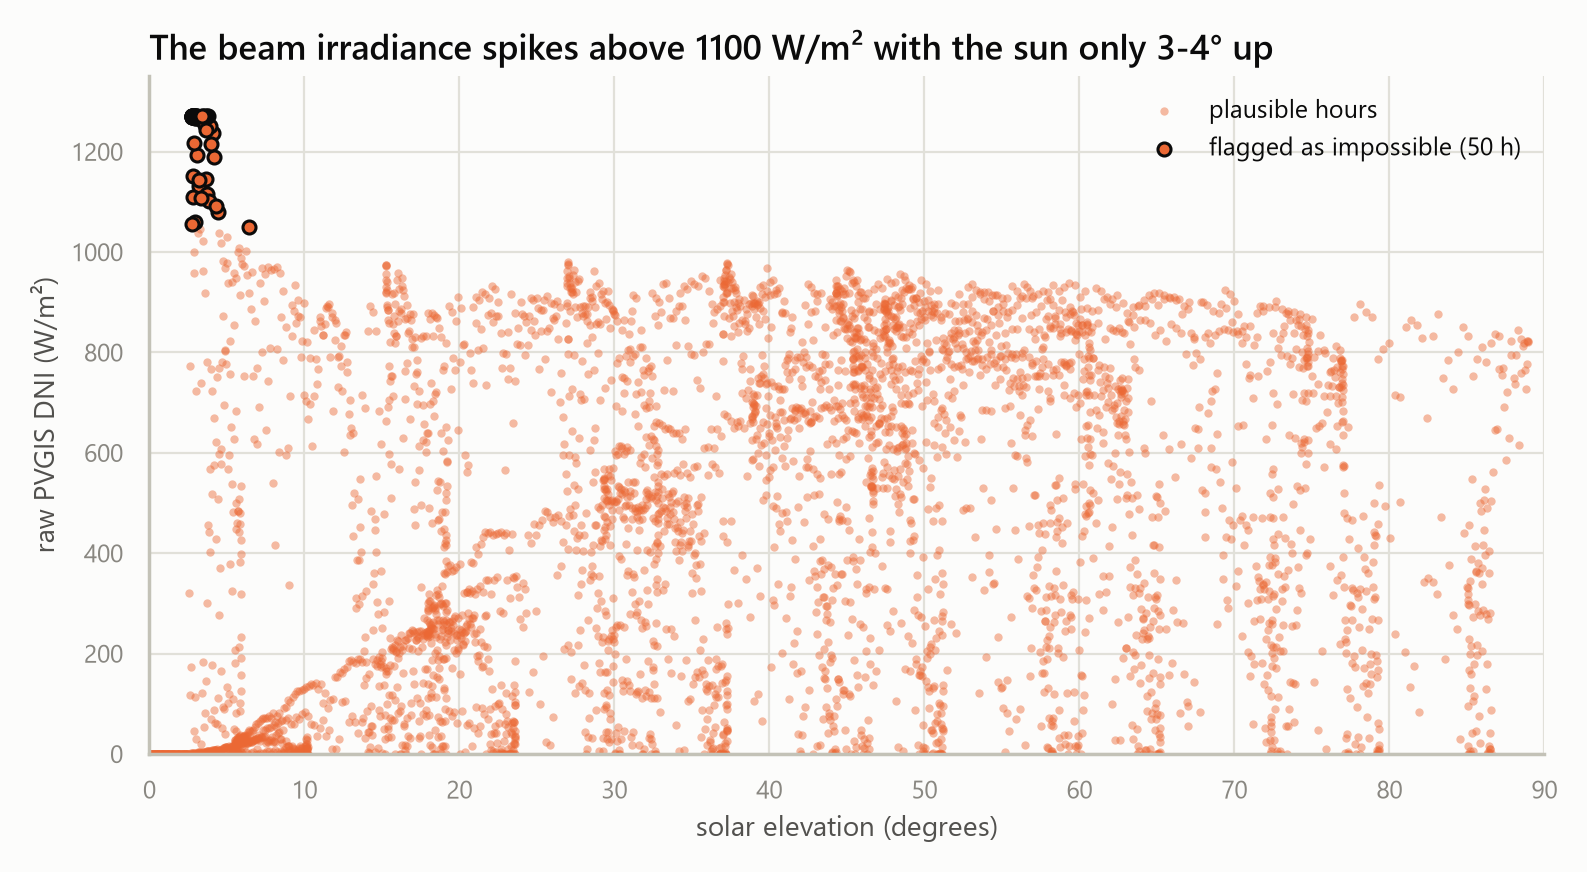 The beam irradiance spikes above 1100 W/m² with the sun only 3-4° up
plausible hours
flagged as impossible (50 h)
1200
1000
800
600
400
200
0
raw PVGIS DNI (W/m²)
0 10 20 30 40 50 60 70 80 90
solar elevation (degrees)